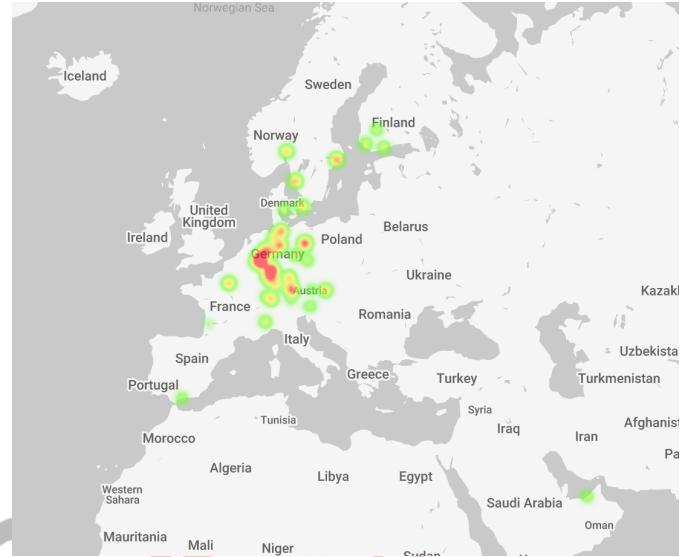 Norwegian Sea
Iceland
Sweden
Finland
Norway
Denmark
United
Kingdom
Ireland
Belarus
Poland
Germany
Ukraine
Austria
Kazak
France
Romania
Italy
Uzbekista
Spain
Greece
Turkey
Turkmenistan
Portugal
Syria
Tunisia
Iraq
Afghanist
Iran
Morocco
Pa
Algeria
Libya
Egypt
Western
Sahara
Saudi Arabia
Oman
Mauritania
Mali
Niger
Sudan